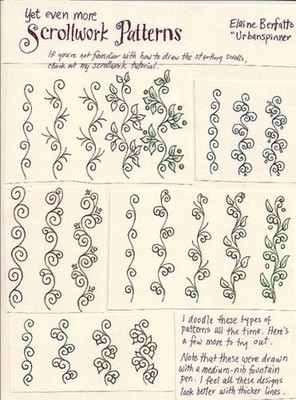 Yet even more
Scrollwork Patterns
Elaine Benfatto
"Urbanspinner
If you're not familiar with how to draw the starting scrolls,
check out my scrollwork tutorial.
I doodle these types of
patterns all the time. Here's
a few more to try out.
Note that these were drawn
with a medium-nib fountain
pen. I feel all these designs
look better with thicker lines.